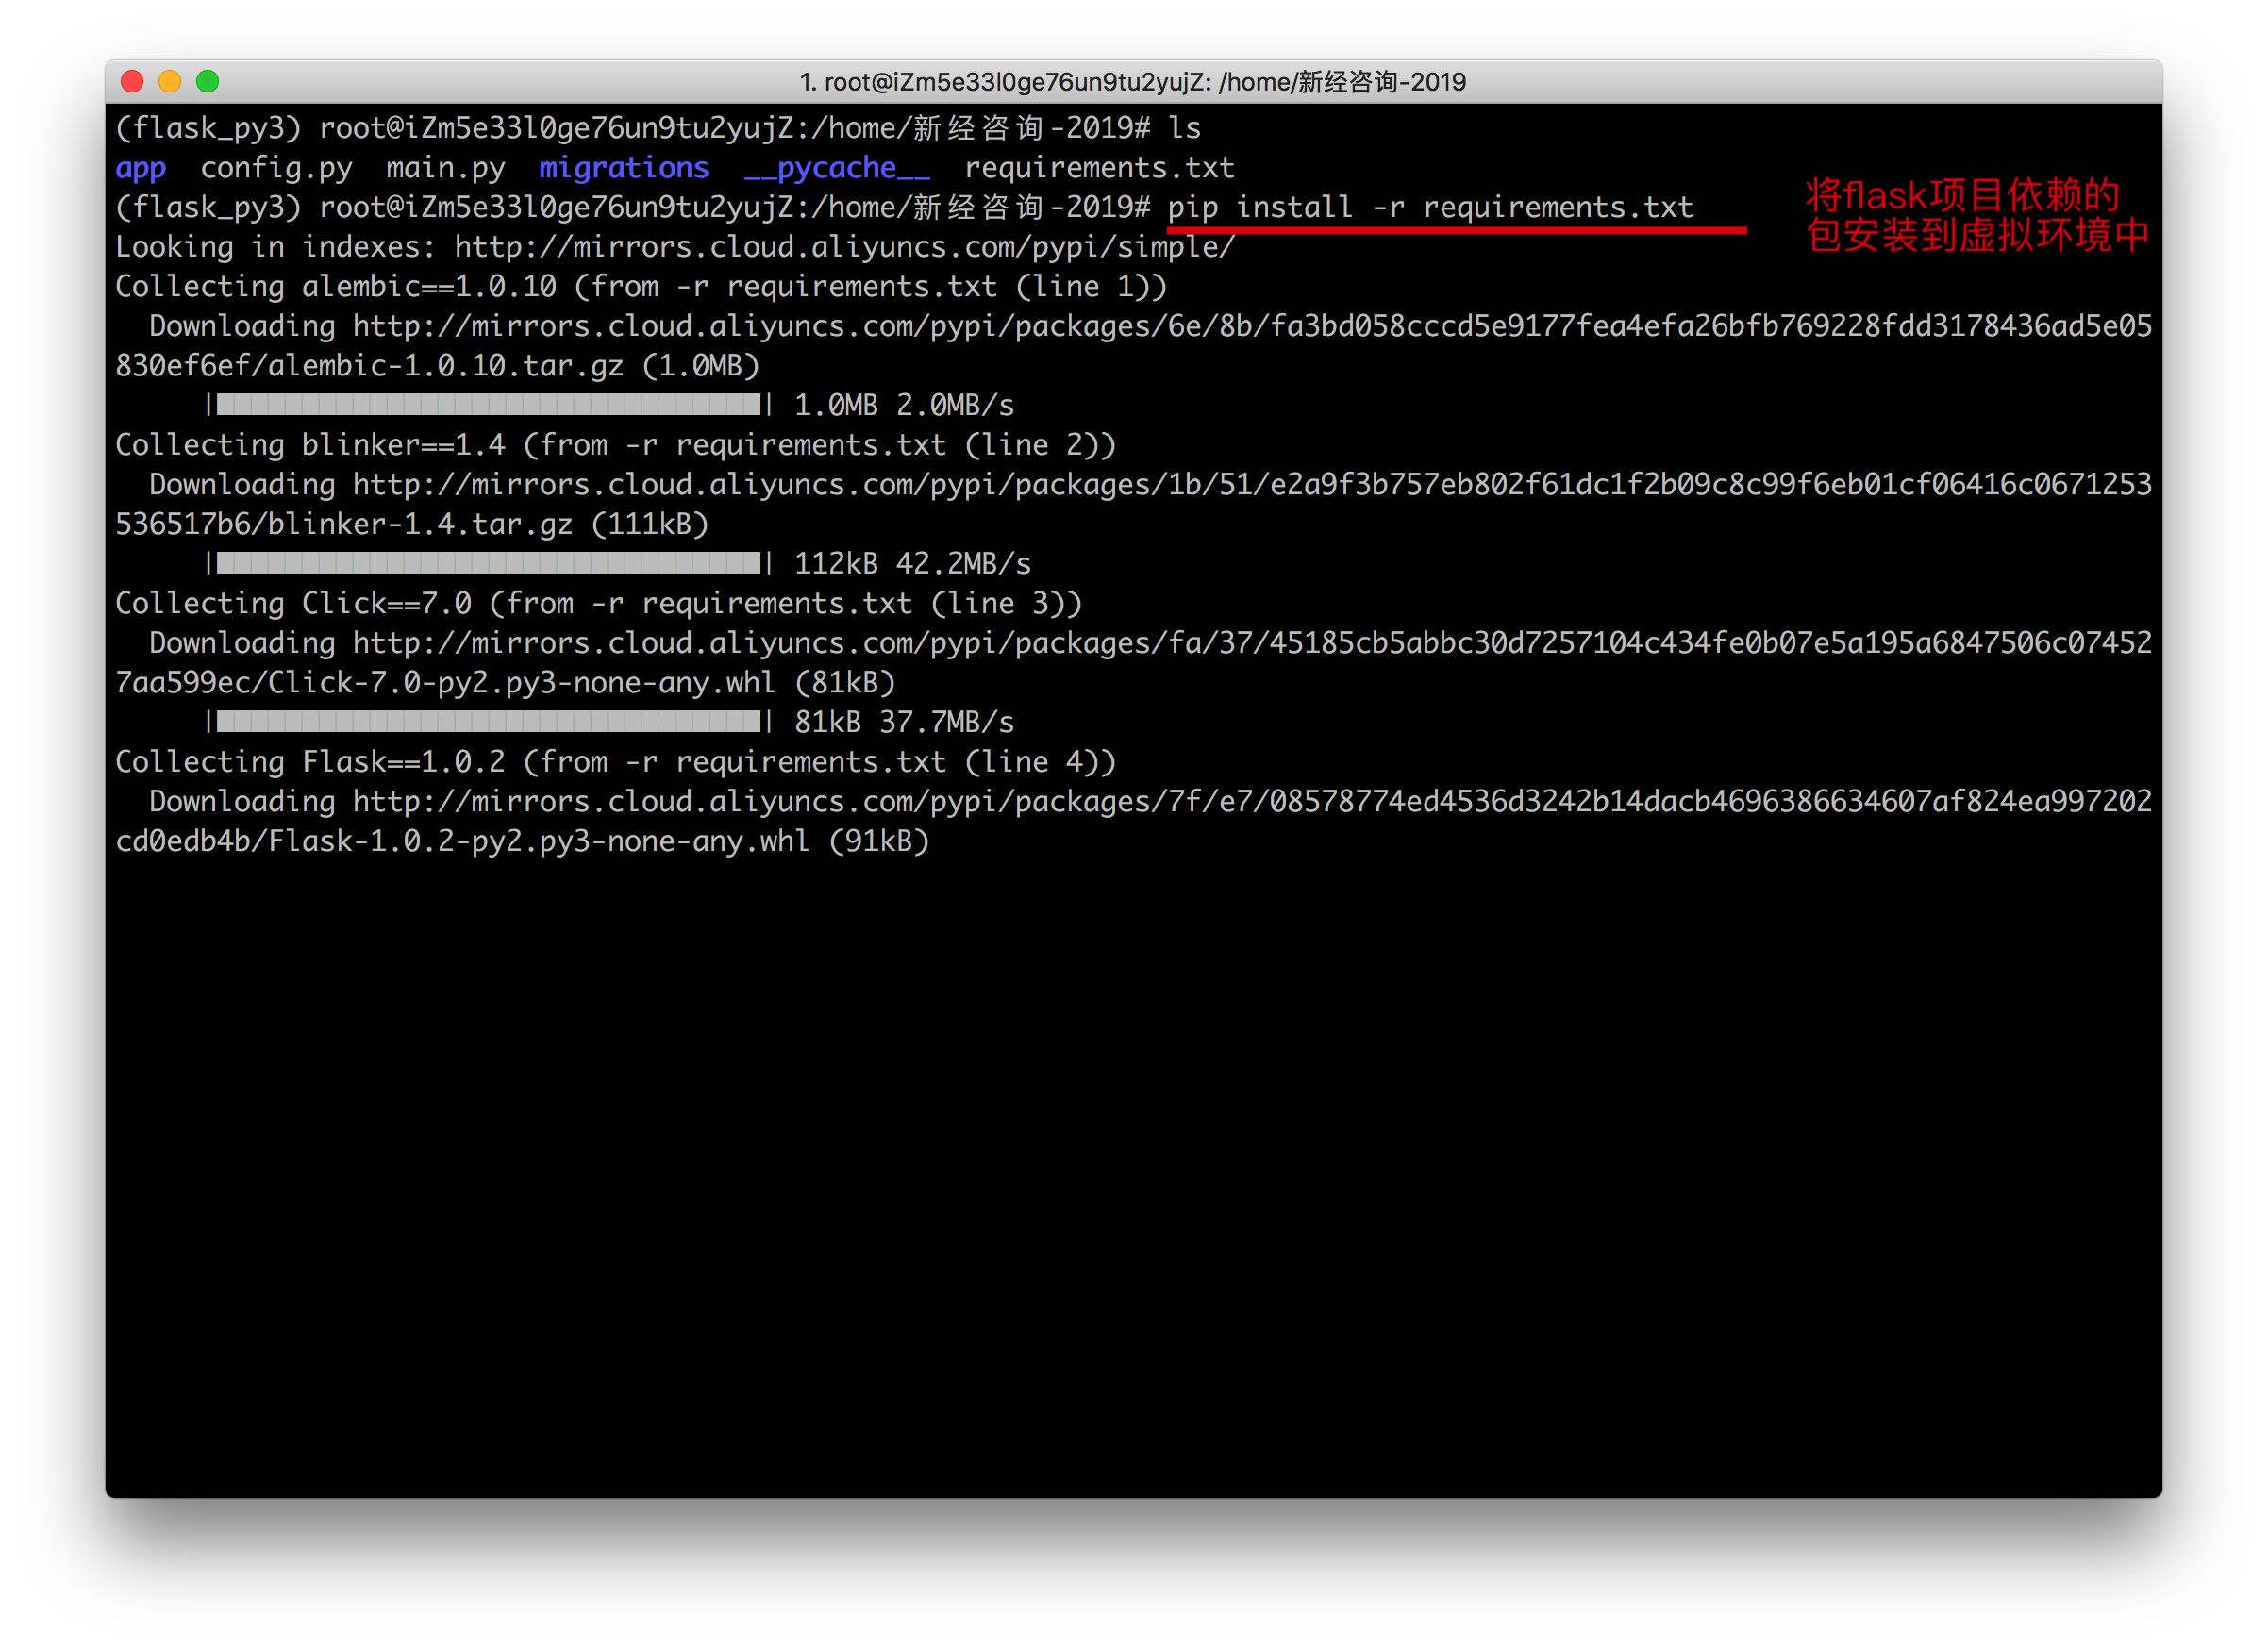 1. root@iZm5e33l0ge76un9tu2yujZ: /home/新经咨询-2019
(flask_py3) root@iZm5e33l0ge76un9tu2yujZ:/home/新经咨询-2019# ls
app  config.py  main.py  migrations  __pycache__  requirements.txt
(flask_py3) root@iZm5e33l0ge76un9tu2yujZ:/home/新经咨询-2019# pip install -r requirements.txt
将flask项目依赖的
包安装到虚拟环境中
Looking in indexes: http://mirrors.cloud.aliyuncs.com/pypi/simple/
Collecting alembic==1.0.10 (from -r requirements.txt (line 1))
  Downloading http://mirrors.cloud.aliyuncs.com/pypi/packages/6e/8b/fa3bd058cccd5e9177fea4efa26bfb769228fdd3178436ad5e05
830ef6ef/alembic-1.0.10.tar.gz (1.0MB)
     |████████████████████████████████| 1.0MB 2.0MB/s
Collecting blinker==1.4 (from -r requirements.txt (line 2))
  Downloading http://mirrors.cloud.aliyuncs.com/pypi/packages/1b/51/e2a9f3b757eb802f61dc1f2b09c8c99f6eb01cf06416c0671253
536517b6/blinker-1.4.tar.gz (111kB)
     |████████████████████████████████| 112kB 42.2MB/s
Collecting Click==7.0 (from -r requirements.txt (line 3))
  Downloading http://mirrors.cloud.aliyuncs.com/pypi/packages/fa/37/45185cb5abbc30d7257104c434fe0b07e5a195a6847506c07452
7aa599ec/Click-7.0-py2.py3-none-any.whl (81kB)
     |████████████████████████████████| 81kB 37.7MB/s
Collecting Flask==1.0.2 (from -r requirements.txt (line 4))
  Downloading http://mirrors.cloud.aliyuncs.com/pypi/packages/7f/e7/08578774ed4536d3242b14dacb4696386634607af824ea997202
cd0edb4b/Flask-1.0.2-py2.py3-none-any.whl (91kB)